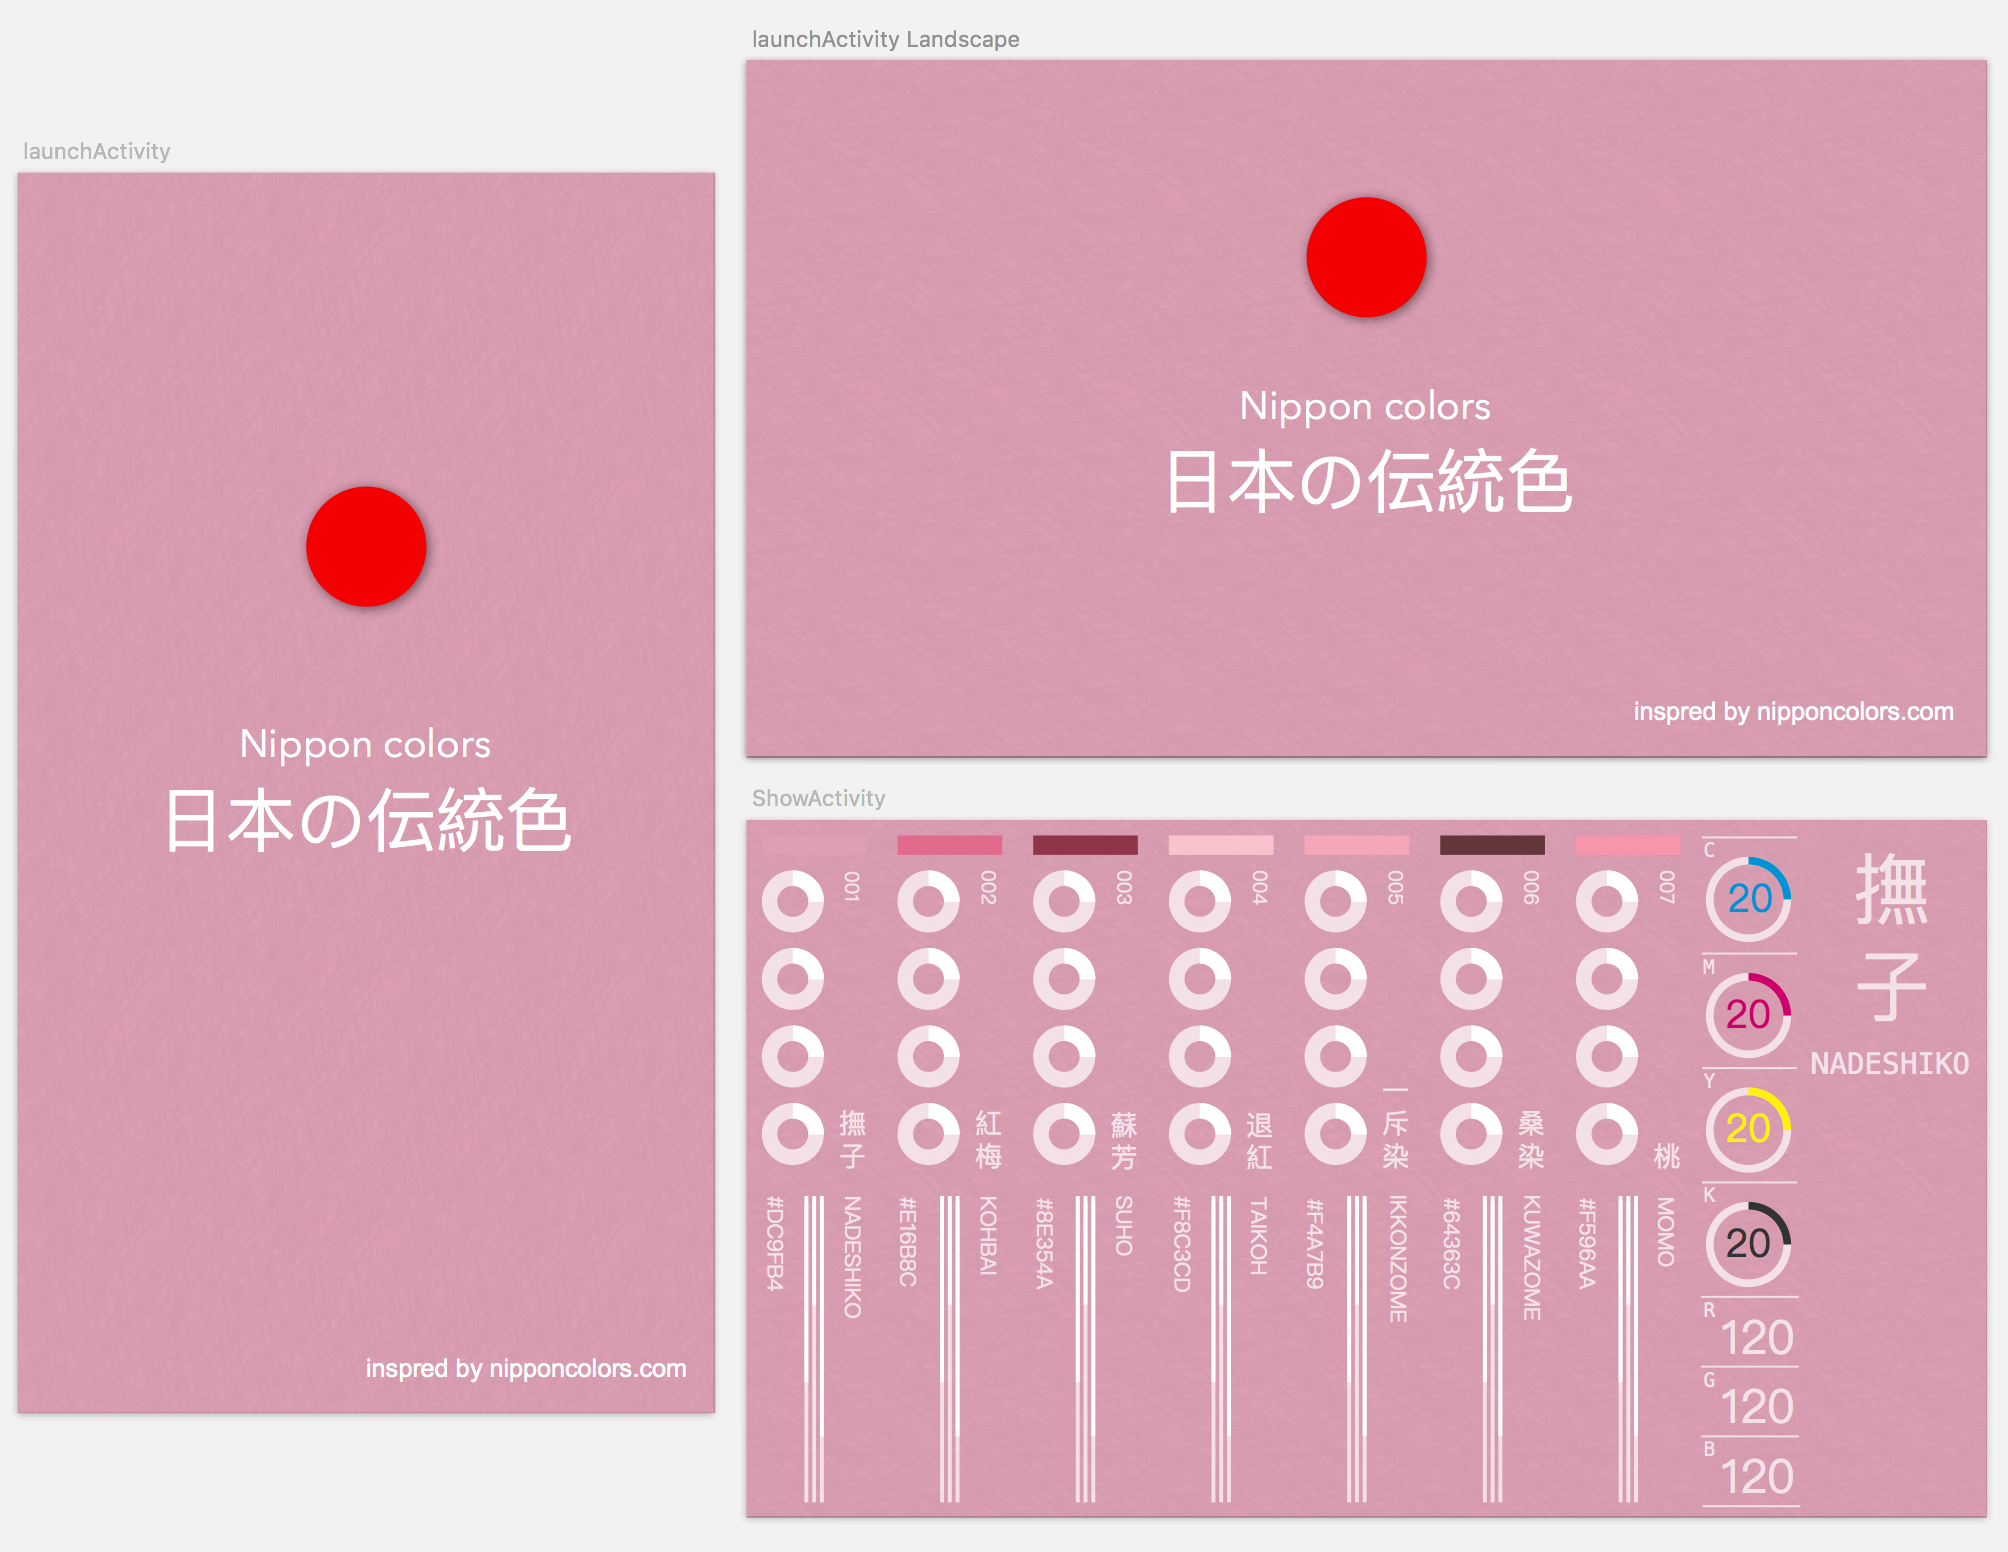 launchActivity
Nippon colors
日本の伝統色
inspred by nipponcolors.com
launchActivity Landscape
Nippon colors
日本の伝統色
inspred by nipponcolors.com
ShowActivity
001
撫子
NADESHIKO
#DC9FB4
002
紅梅
KOHBAI
#E16B8C
003
蘇芳
SUHO
#8E354A
004
退紅
TAIKOH
#F8C3CD
005
一斥染
IKKONZOME
#F4A7B9
006
桑染
KUWAZOME
#64363C
007
桃
MOMO
#F596AA
C
20
M
20
Y
20
K
20
R
120
G
120
B
120
撫子
NADESHIKO